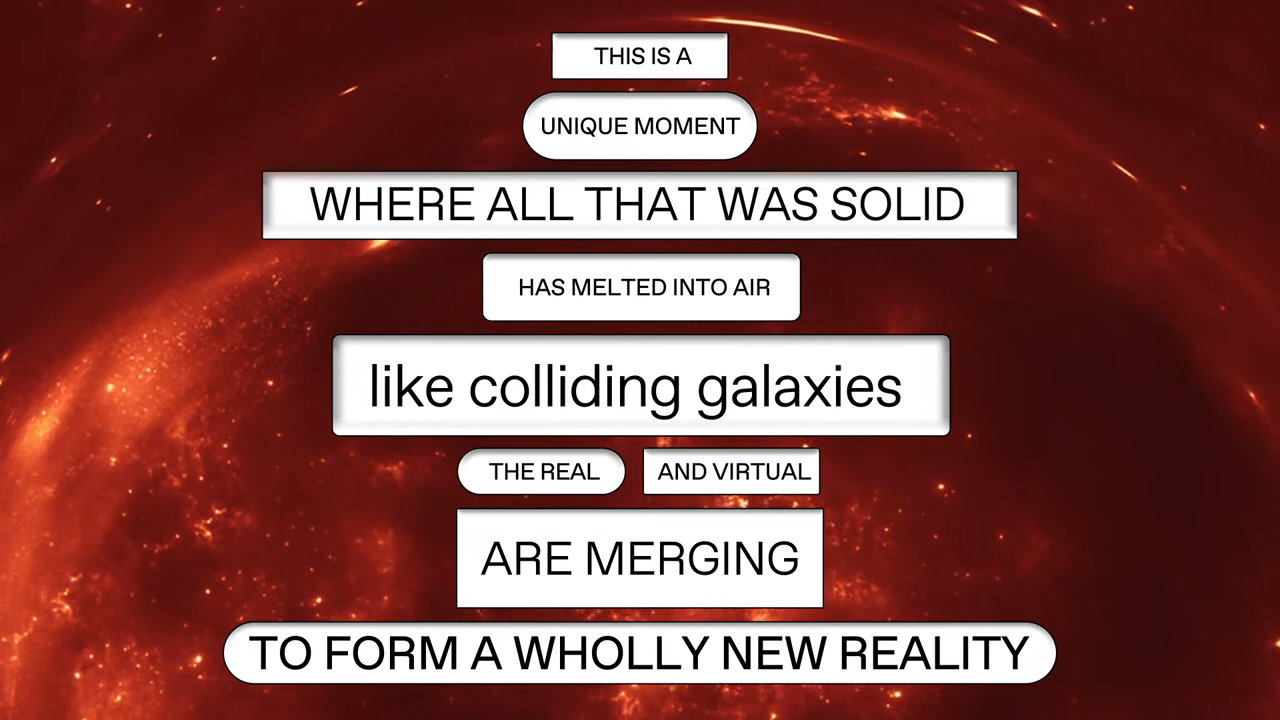 THIS IS A
UNIQUE MOMENT
WHERE ALL THAT WAS SOLID
HAS MELTED INTO AIR
like colliding galaxies
THE REAL AND VIRTUAL
ARE MERGING
TO FORM A WHOLLY NEW REALITY